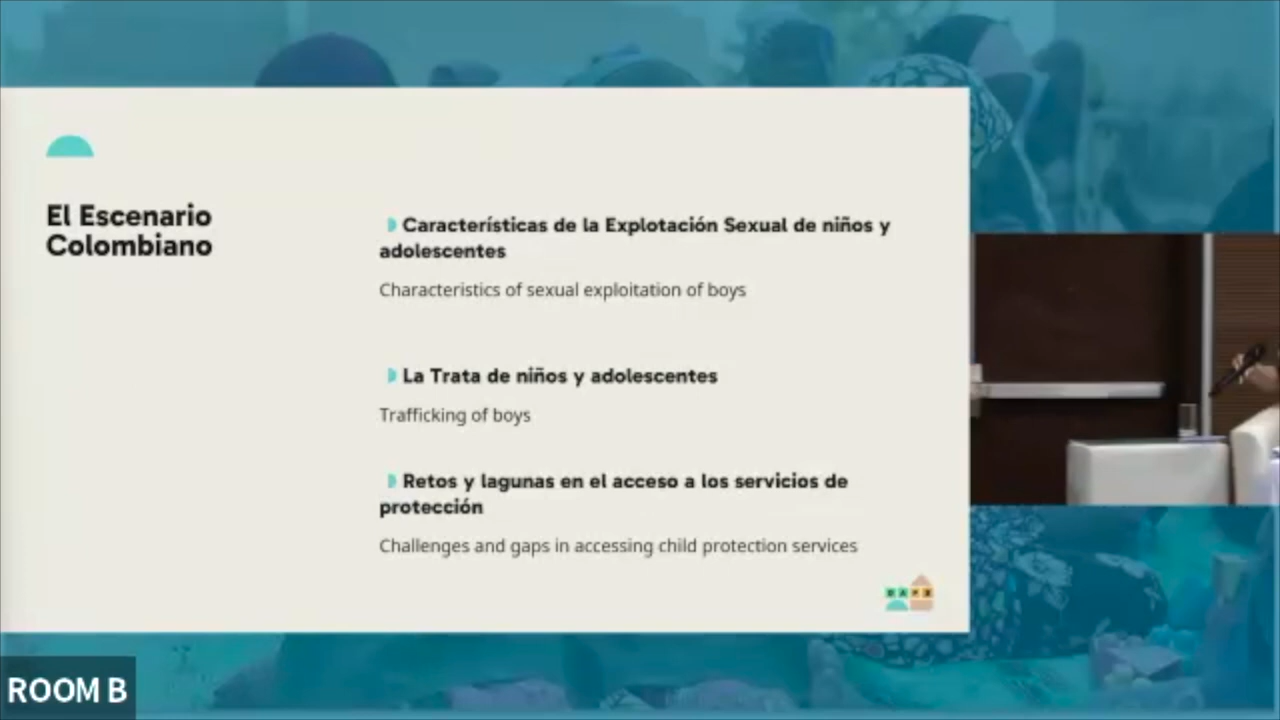 El Escenario
Colombiano
Características de la Explotación Sexual de niños y
adolescentes
Characteristics of sexual exploitation of boys
La Trata de niños y adolescentes
Trafficking of boys
Retos y lagunas en el acceso a los servicios de
protección
Challenges and gaps in accessing child protection services
ROOM B